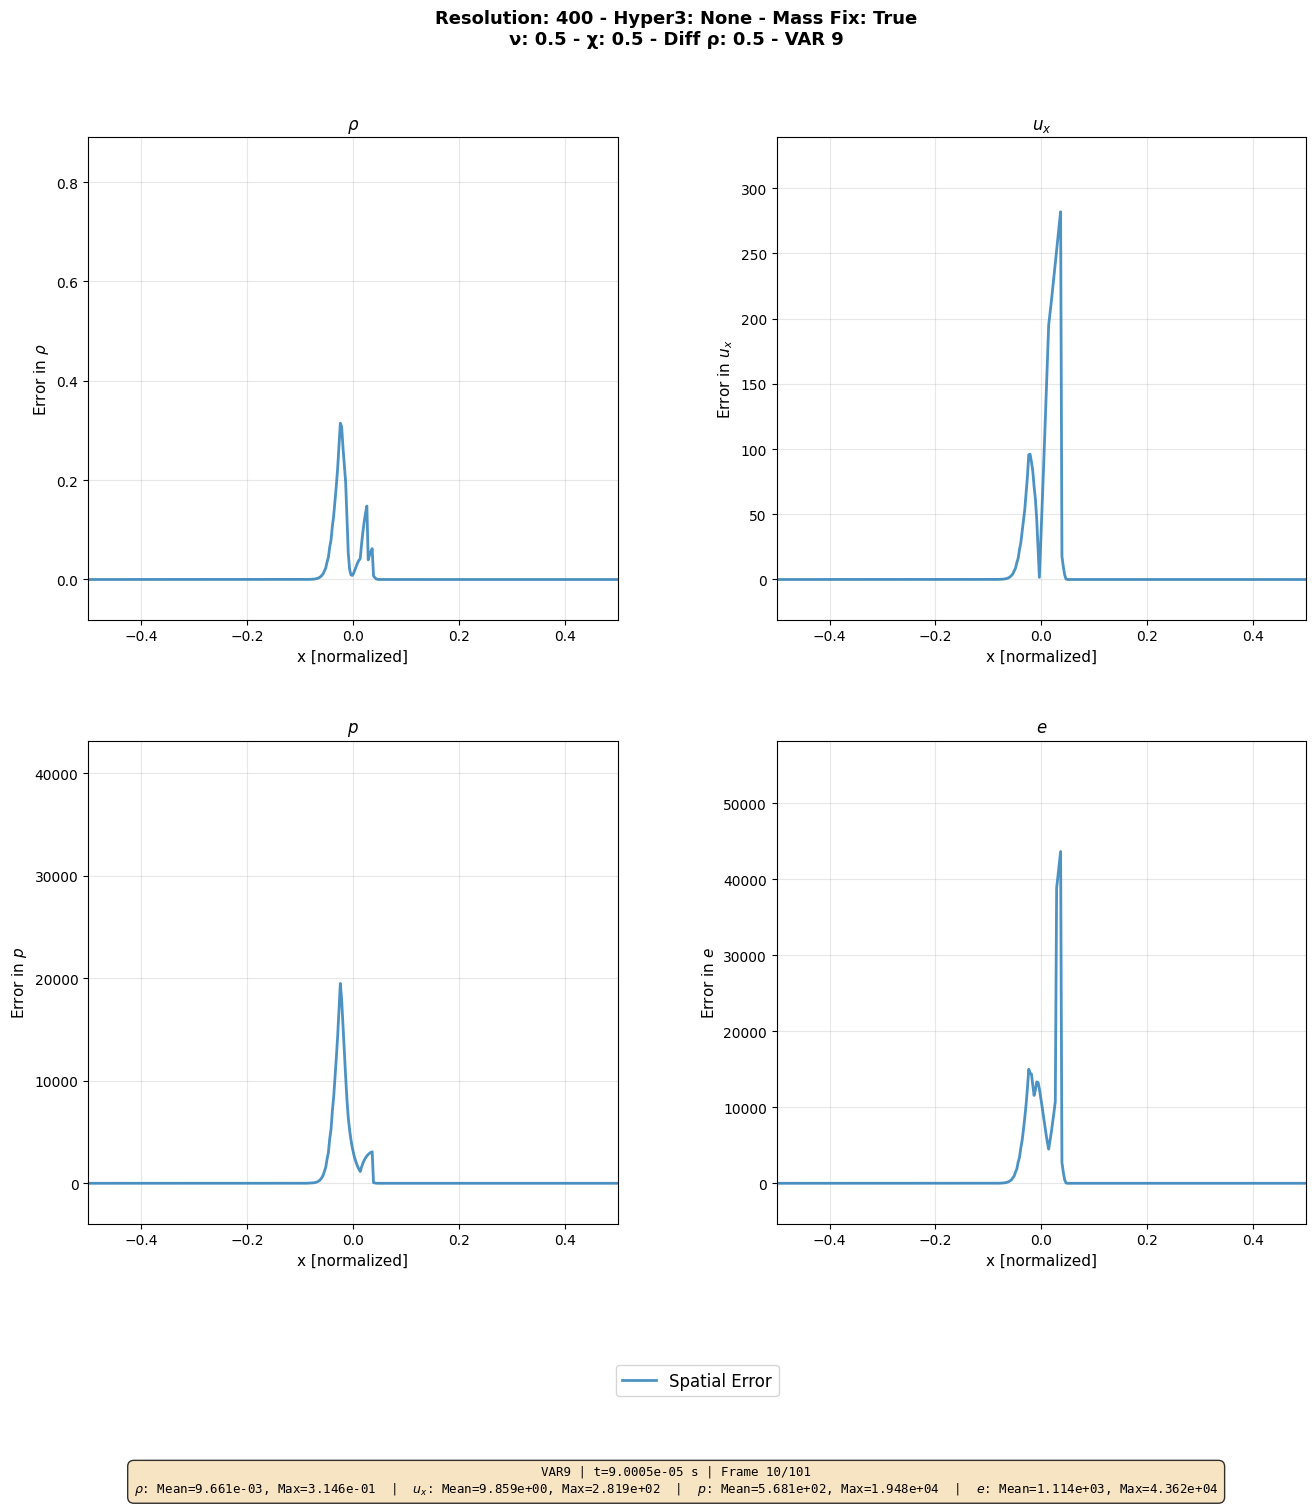 Resolution: 400 - Hyper3: None - Mass Fix: True
ν: 0.5 - χ: 0.5 - Diff ρ: 0.5 - VAR 9
ρ
Error in ρ
0.8
0.6
0.4
0.2
0.0
−0.4 −0.2 0.0 0.2 0.4
x [normalized]
u_x
Error in u_x
300
250
200
150
100
50
0
−0.4 −0.2 0.0 0.2 0.4
x [normalized]
p
Error in p
40000
30000
20000
10000
0
−0.4 −0.2 0.0 0.2 0.4
x [normalized]
e
Error in e
50000
40000
30000
20000
10000
0
−0.4 −0.2 0.0 0.2 0.4
x [normalized]
Spatial Error
VAR9 | t=9.0005e-05 s | Frame 10/101
ρ: Mean=9.661e-03, Max=3.146e-01 | u_x: Mean=9.859e+00, Max=2.819e+02 | p: Mean=5.681e+02, Max=1.948e+04 | e: Mean=1.114e+03, Max=4.362e+04